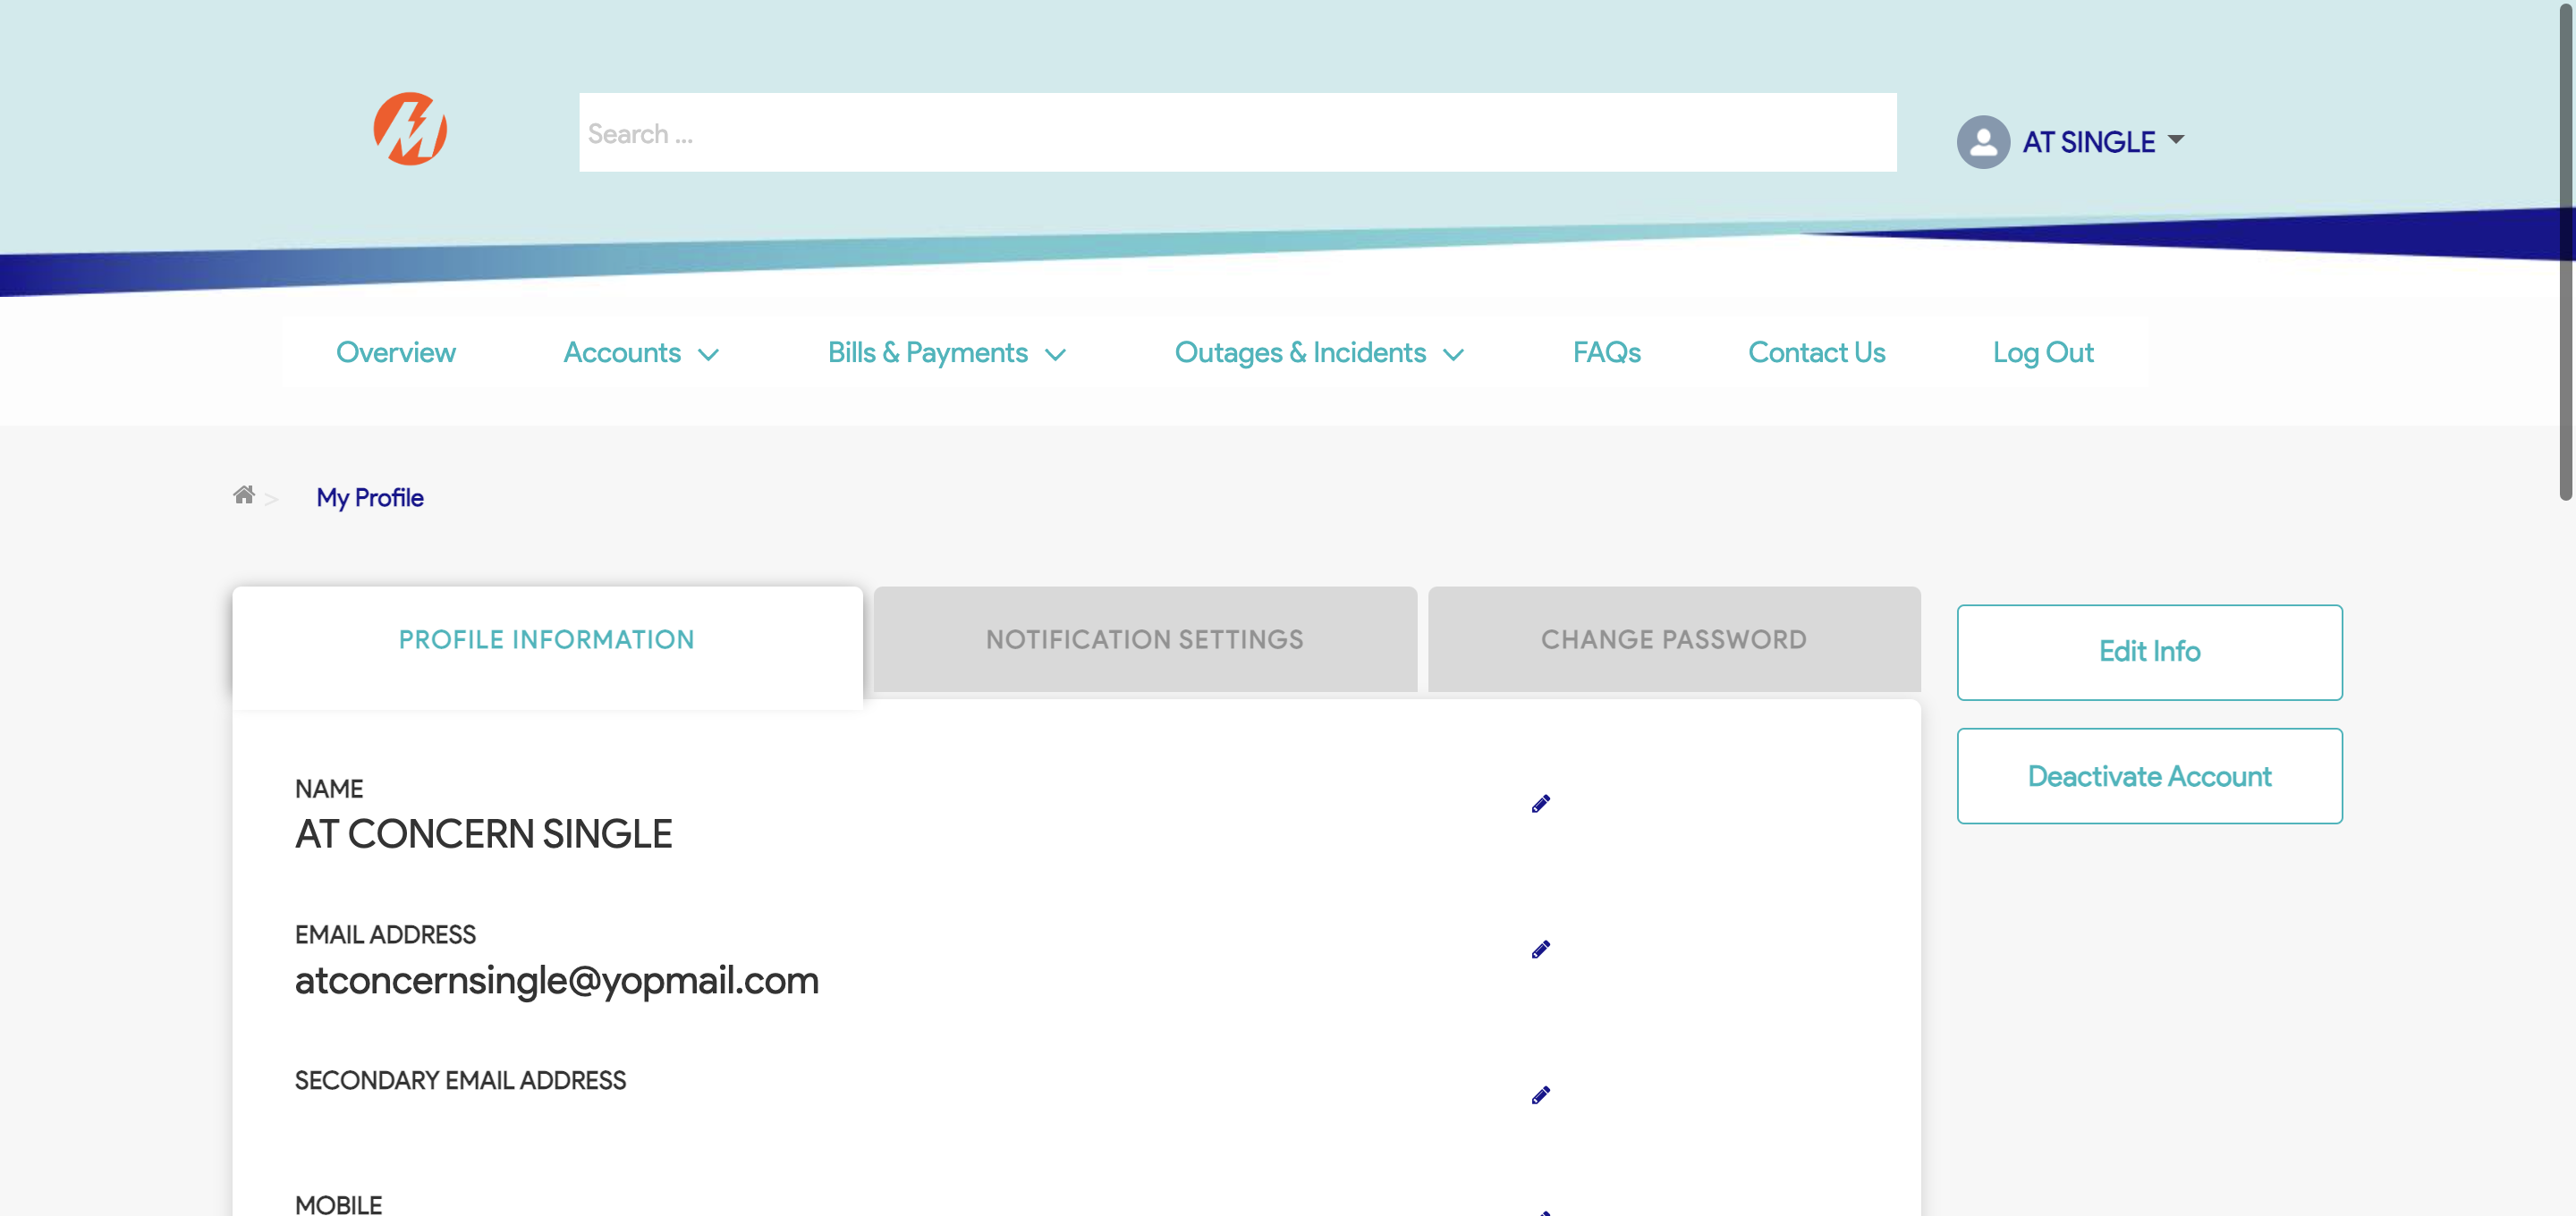 Search ...
AT SINGLE
Overview
Accounts
Bills & Payments
Outages & Incidents
FAQs
Contact Us
Log Out
> My Profile
PROFILE INFORMATION
NOTIFICATION SETTINGS
CHANGE PASSWORD
Edit Info
Deactivate Account
NAME
AT CONCERN SINGLE
EMAIL ADDRESS
atconcernsingle@yopmail.com
SECONDARY EMAIL ADDRESS
MOBILE